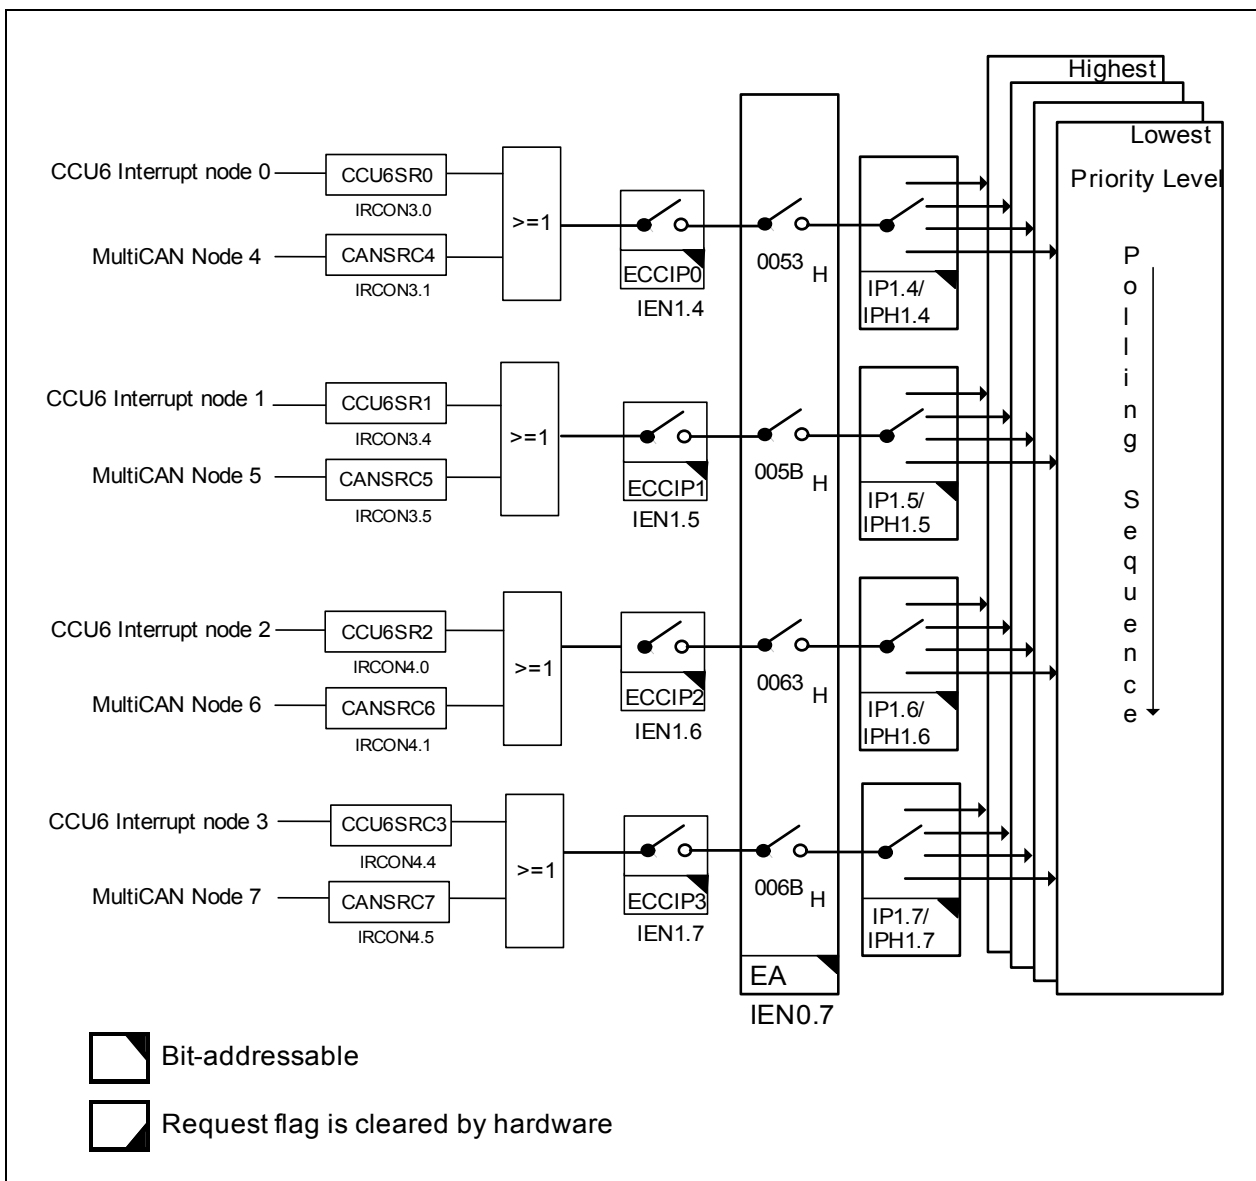 Highest
Lowest
Priority Level
Polling Sequence
CCU6 Interrupt node 0
CCU6SR0
IRCON3.0
MultiCAN Node 4
CANSRC4
IRCON3.1
>=1
ECCIP0
IEN1.4
0053 H
IP1.4/
IPH1.4
CCU6 Interrupt node 1
CCU6SR1
IRCON3.4
MultiCAN Node 5
CANSRC5
IRCON3.5
>=1
ECCIP1
IEN1.5
005B H
IP1.5/
IPH1.5
CCU6 Interrupt node 2
CCU6SR2
IRCON4.0
MultiCAN Node 6
CANSRC6
IRCON4.1
>=1
ECCIP2
IEN1.6
0063 H
IP1.6/
IPH1.6
CCU6 Interrupt node 3
CCU6SRC3
IRCON4.4
MultiCAN Node 7
CANSRC7
IRCON4.5
>=1
ECCIP3
IEN1.7
006B H
IP1.7/
IPH1.7
EA
IEN0.7
Bit-addressable
Request flag is cleared by hardware